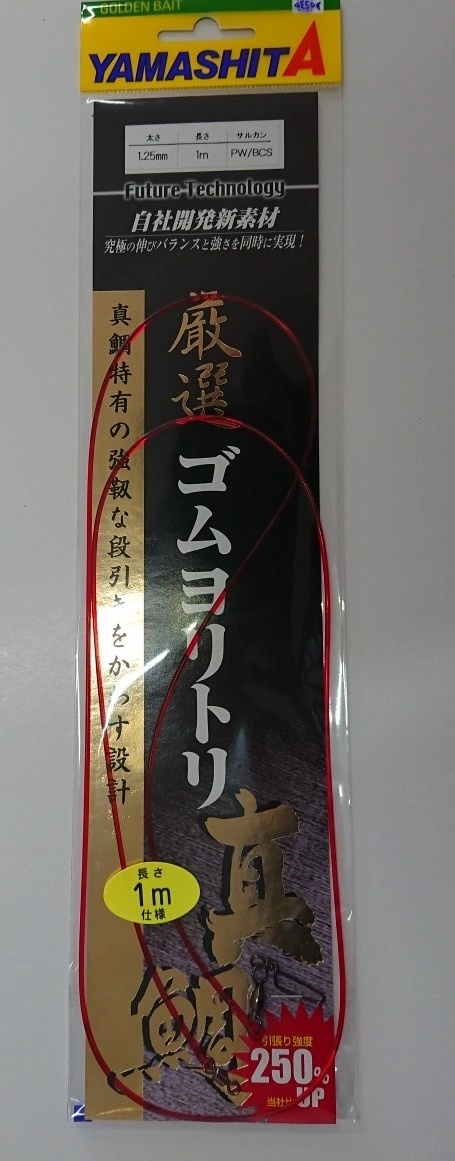 GOLDEN BAIT
YAMASHITA
太さ 長さ サルカン
1.25mm 1m PW/BCS
Future Technology
自社開発新素材
究極の伸びバランスと強さを同時に実現！
厳選
ゴムヨリトリ
真鯛
真鯛特有の強靱な段引きをかわす設計
長さ
1m
仕様
引張り強度
250%
当社比 UP